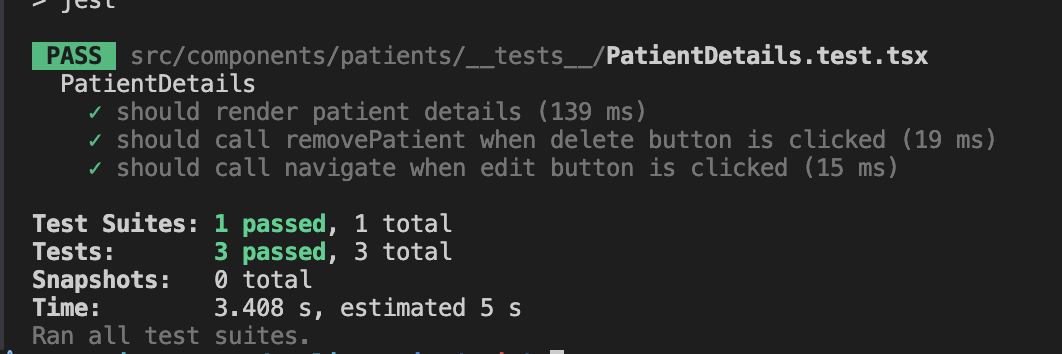 > jest
PASS src/components/patients/__tests__/PatientDetails.test.tsx
PatientDetails
✓ should render patient details (139 ms)
✓ should call removePatient when delete button is clicked (19 ms)
✓ should call navigate when edit button is clicked (15 ms)
Test Suites: 1 passed, 1 total
Tests: 3 passed, 3 total
Snapshots: 0 total
Time: 3.408 s, estimated 5 s
Ran all test suites.